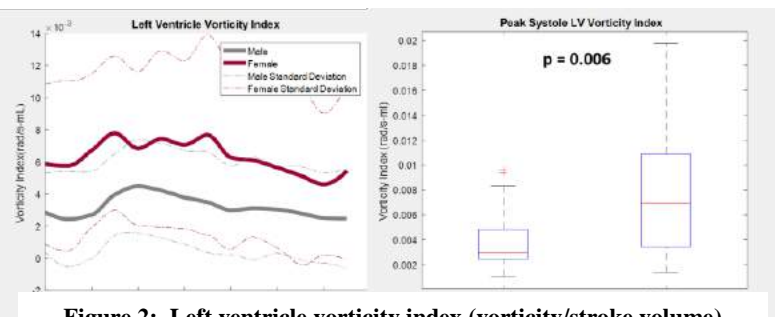 Left Ventricle Vorticity Index
× 10⁻³
14
12
10
8
6
4
2
0
-2
Vorticity Index(rad/s-mL)
Male
Female
Male Standard Deviation
Female Standard Deviation
Peak Systole LV Vorticity Index
p = 0.006
0.02
0.018
0.016
0.014
0.012
0.01
0.008
0.006
0.004
0.002
Vorticity Index (rad/s-ml)
Figure 2: Left ventricle vorticity index (vorticity/stroke volume)